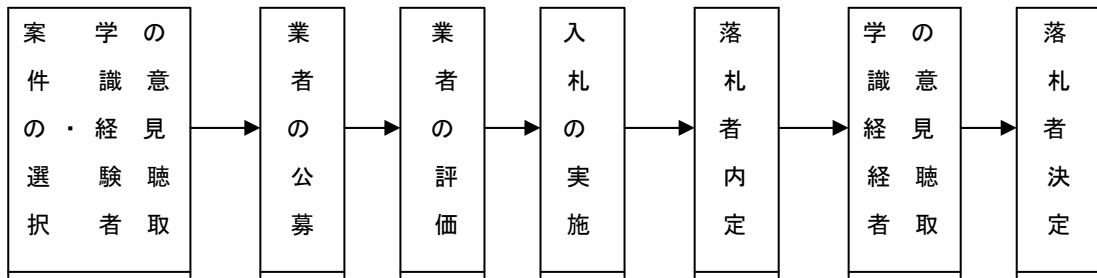 案件の選択
・
学識経験者
の意見聴取
業者の公募
業者の評価
入札の実施
落札者内定
学識経経者
の意見聴取
落札者決定